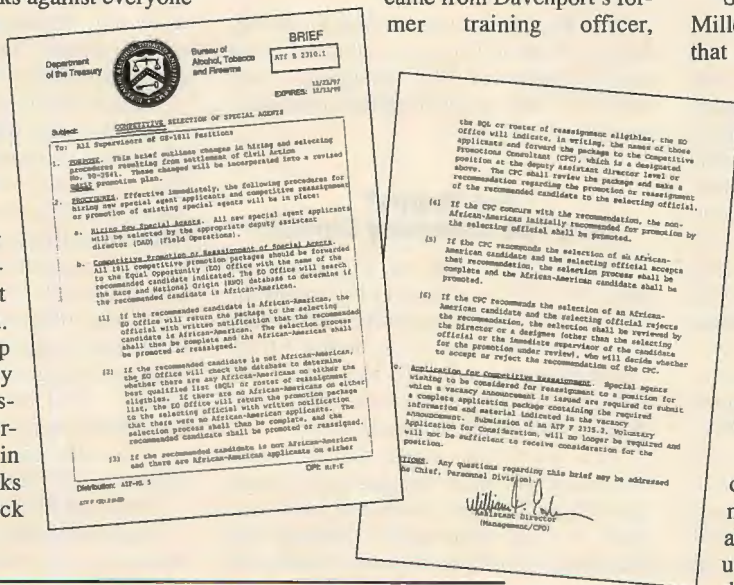 ks against everyone
came from Davenport's for-
mer training officer,
Mille
that
Department
of the Treasury
Bureau of
Alcohol, Tobacco
and Firearms
BRIEF
ATF B 2310.1
12/23/97
EXPIRES: 12/23/98
Subject: COMPETITIVE SELECTION OF SPECIAL AGENTS
To: All Supervisors of GS-1811 Positions
1. PURPOSE. This brief outlines changes in hiring and selecting
procedures resulting from settlement of Civil Action
No. 90-2841. These changes will be incorporated into a revised
promotion plan.
2. PROCEDURES. Effective immediately, the following procedures for
hiring new special agent applicants and competitive reassignment
or promotion of existing special agents will be in place:
a. Hiring New Special Agents. All new special agent applicants
will be selected by the appropriate deputy assistant
director (DAD) (Field Operations).
b. Competitive Promotion or Reassignment of Special Agents.
All 1811 competitive promotion packages should be forwarded
to the Equal Opportunity (EO) Office with the name of the
recommended candidate indicated. The EO Office will search
the Race and National Origin (RNO) database to determine if
the recommended candidate is African-American.
(1) If the recommended candidate is African-American, the
EO Office will return the package to the selecting
official with written notification that the recommended
candidate is African-American. The selection process
shall then be complete and the African-American shall
be promoted or reassigned.
(2) If the recommended candidate is not African-American,
the EO Office will check the database to determine
whether there are any African-Americans on either the
best qualified list (BQL) or roster of reassignment
eligibles. If there are no African-Americans on either
list, the EO Office will return the promotion package
to the selecting official with written notification
that there were no African-American applicants. The
selection process shall then be complete, and the
recommended candidate shall be promoted or reassigned.
(3) If the recommended candidate is not African-American
and there are African-American applicants on either
Distribution:
OPI: M:P:E
the BQL or roster of reassignment eligibles, the EO
Office will indicate, in writing, the names of those
applicants and forward the package to the Competitive
Promotions Consultant (CPC), which is a designated
position at the deputy assistant director level or
above. The CPC shall review the package and make a
recommendation regarding the promotion or reassignment
of the recommended candidate to the selecting official.
(4) If the CPC concurs with the recommendation, the non-
African-American initially recommended for promotion by
the selecting official shall be promoted.
(5) If the CPC recommends the selection of an African-
American candidate and the selecting official accepts
that recommendation, the selection process shall be
complete and the African-American candidate shall be
promoted.
(6) If the CPC recommends the selection of an African-
American candidate and the selecting official rejects
the recommendation, the selection shall be reviewed by
the Director or a designee (other than the selecting
official or the immediate supervisor of the candidate
for the promotion under review), who will decide whether
to accept or reject the recommendation of the CPC.
c. Application for Competitive Reassignment. Special agents
wishing to be considered for reassignment to a position for
which a vacancy announcement is issued are required to submit
a complete application package containing the required
information and material indicated in the vacancy
announcement. Submission of an ATF F 2335.2, Voluntary
Application for Consideration, will no longer be required and
will not be sufficient to receive consideration for the
position.
TIONS. Any questions regarding this brief may be addressed
he Chief, Personnel Division.
Assistant Director
(Management/CFO)
t
p
y
s-
r-
in
ks
ck